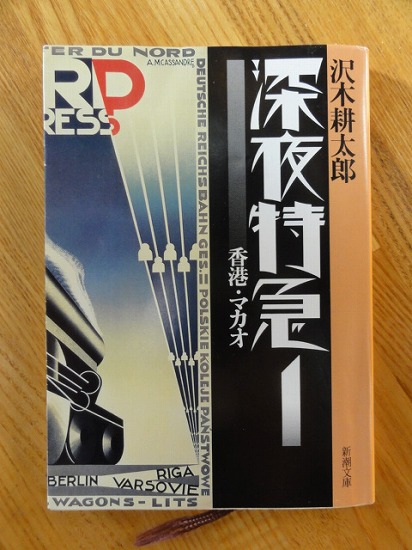 沢木耕太郎
深夜特急1
香港・マカオ
新潮文庫
ER DU NORD
A.M.CASSANDRE
RD
RESS
DEUTSCHE REICHSBAHN GES. = POLSKIE KOLEJE PANSTWOWE
BERLIN
RIGA
VARSOVIE
WAGONS-LITS